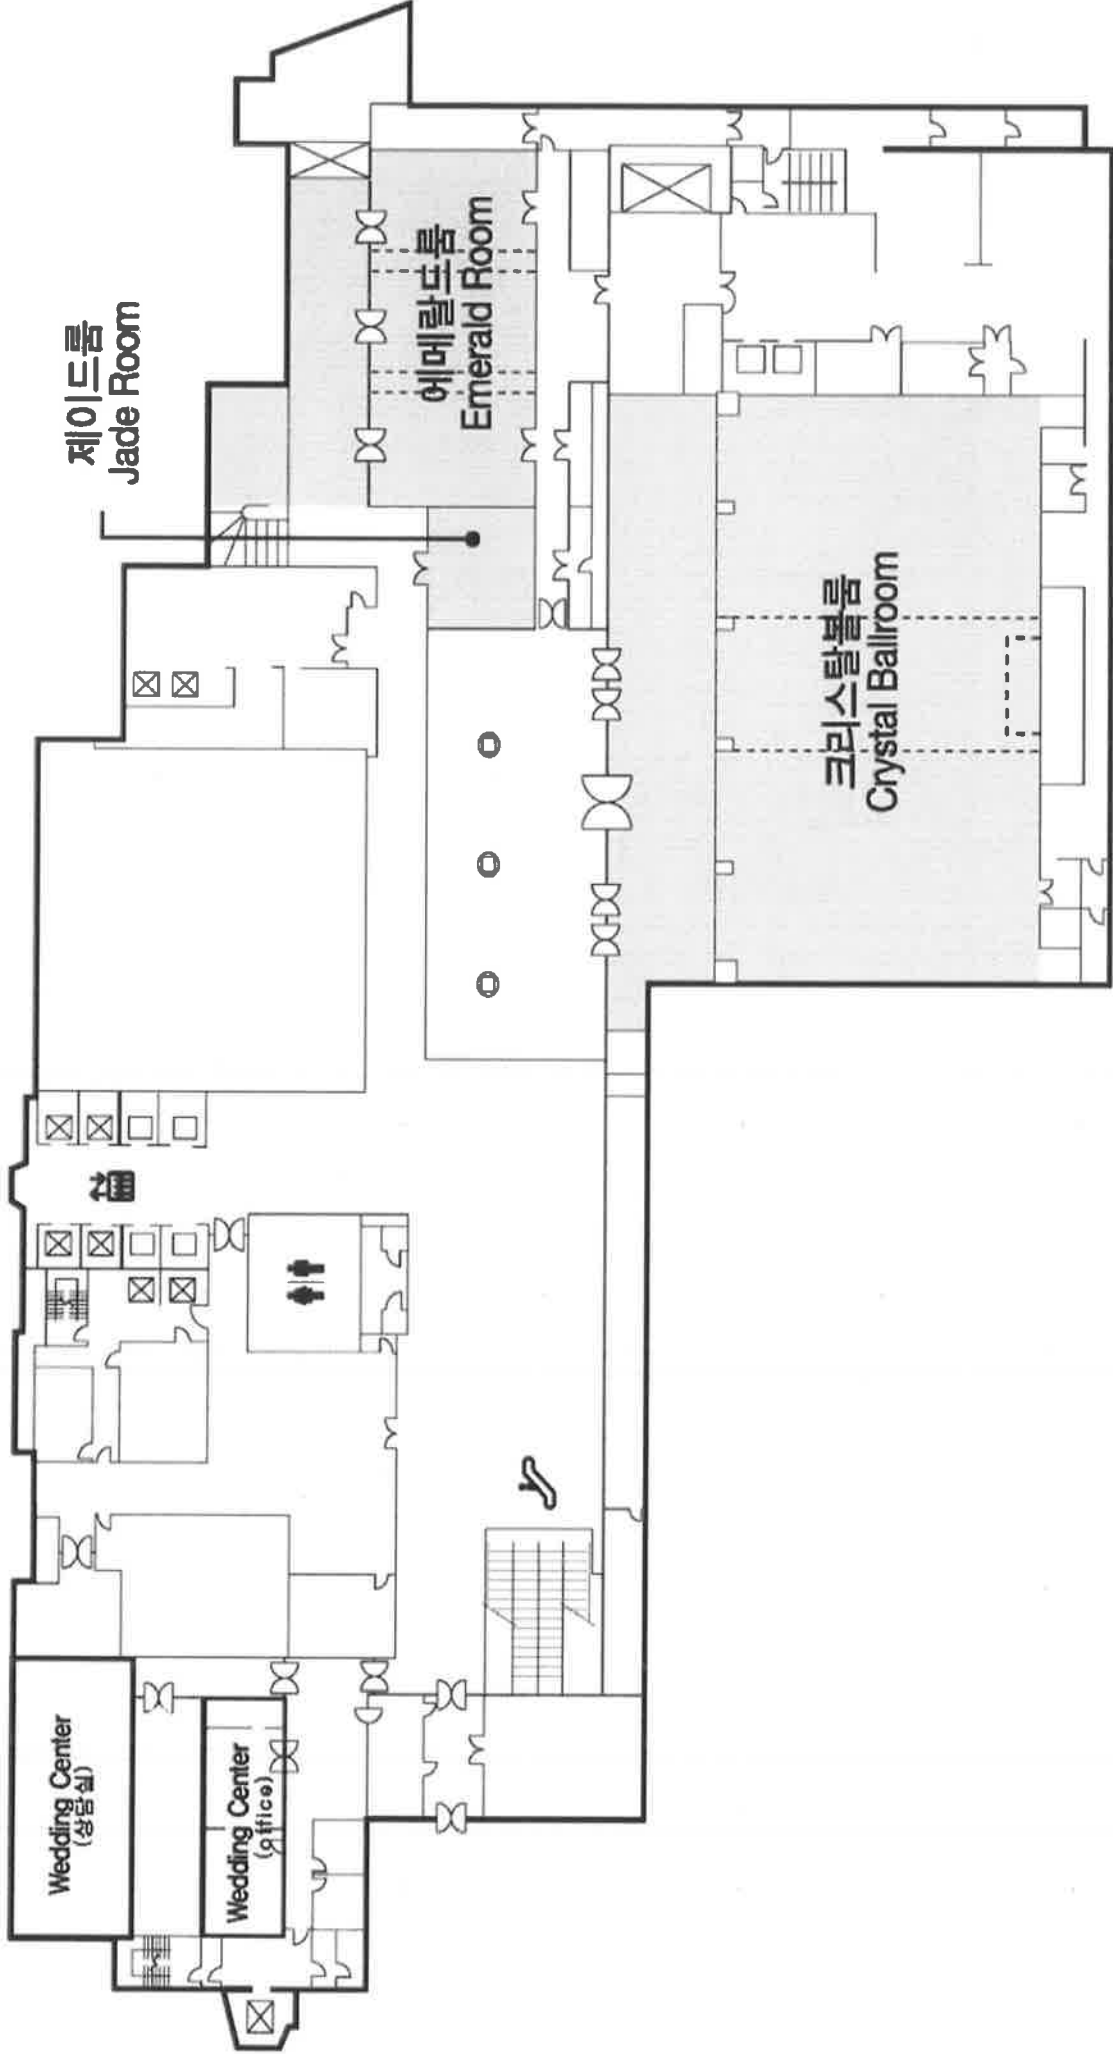 제이드룸
Jade Room
에메랄드룸
Emerald Room
크리스탈볼룸
Crystal Ballroom
Wedding Center
(상담실)
Wedding Center
(office)